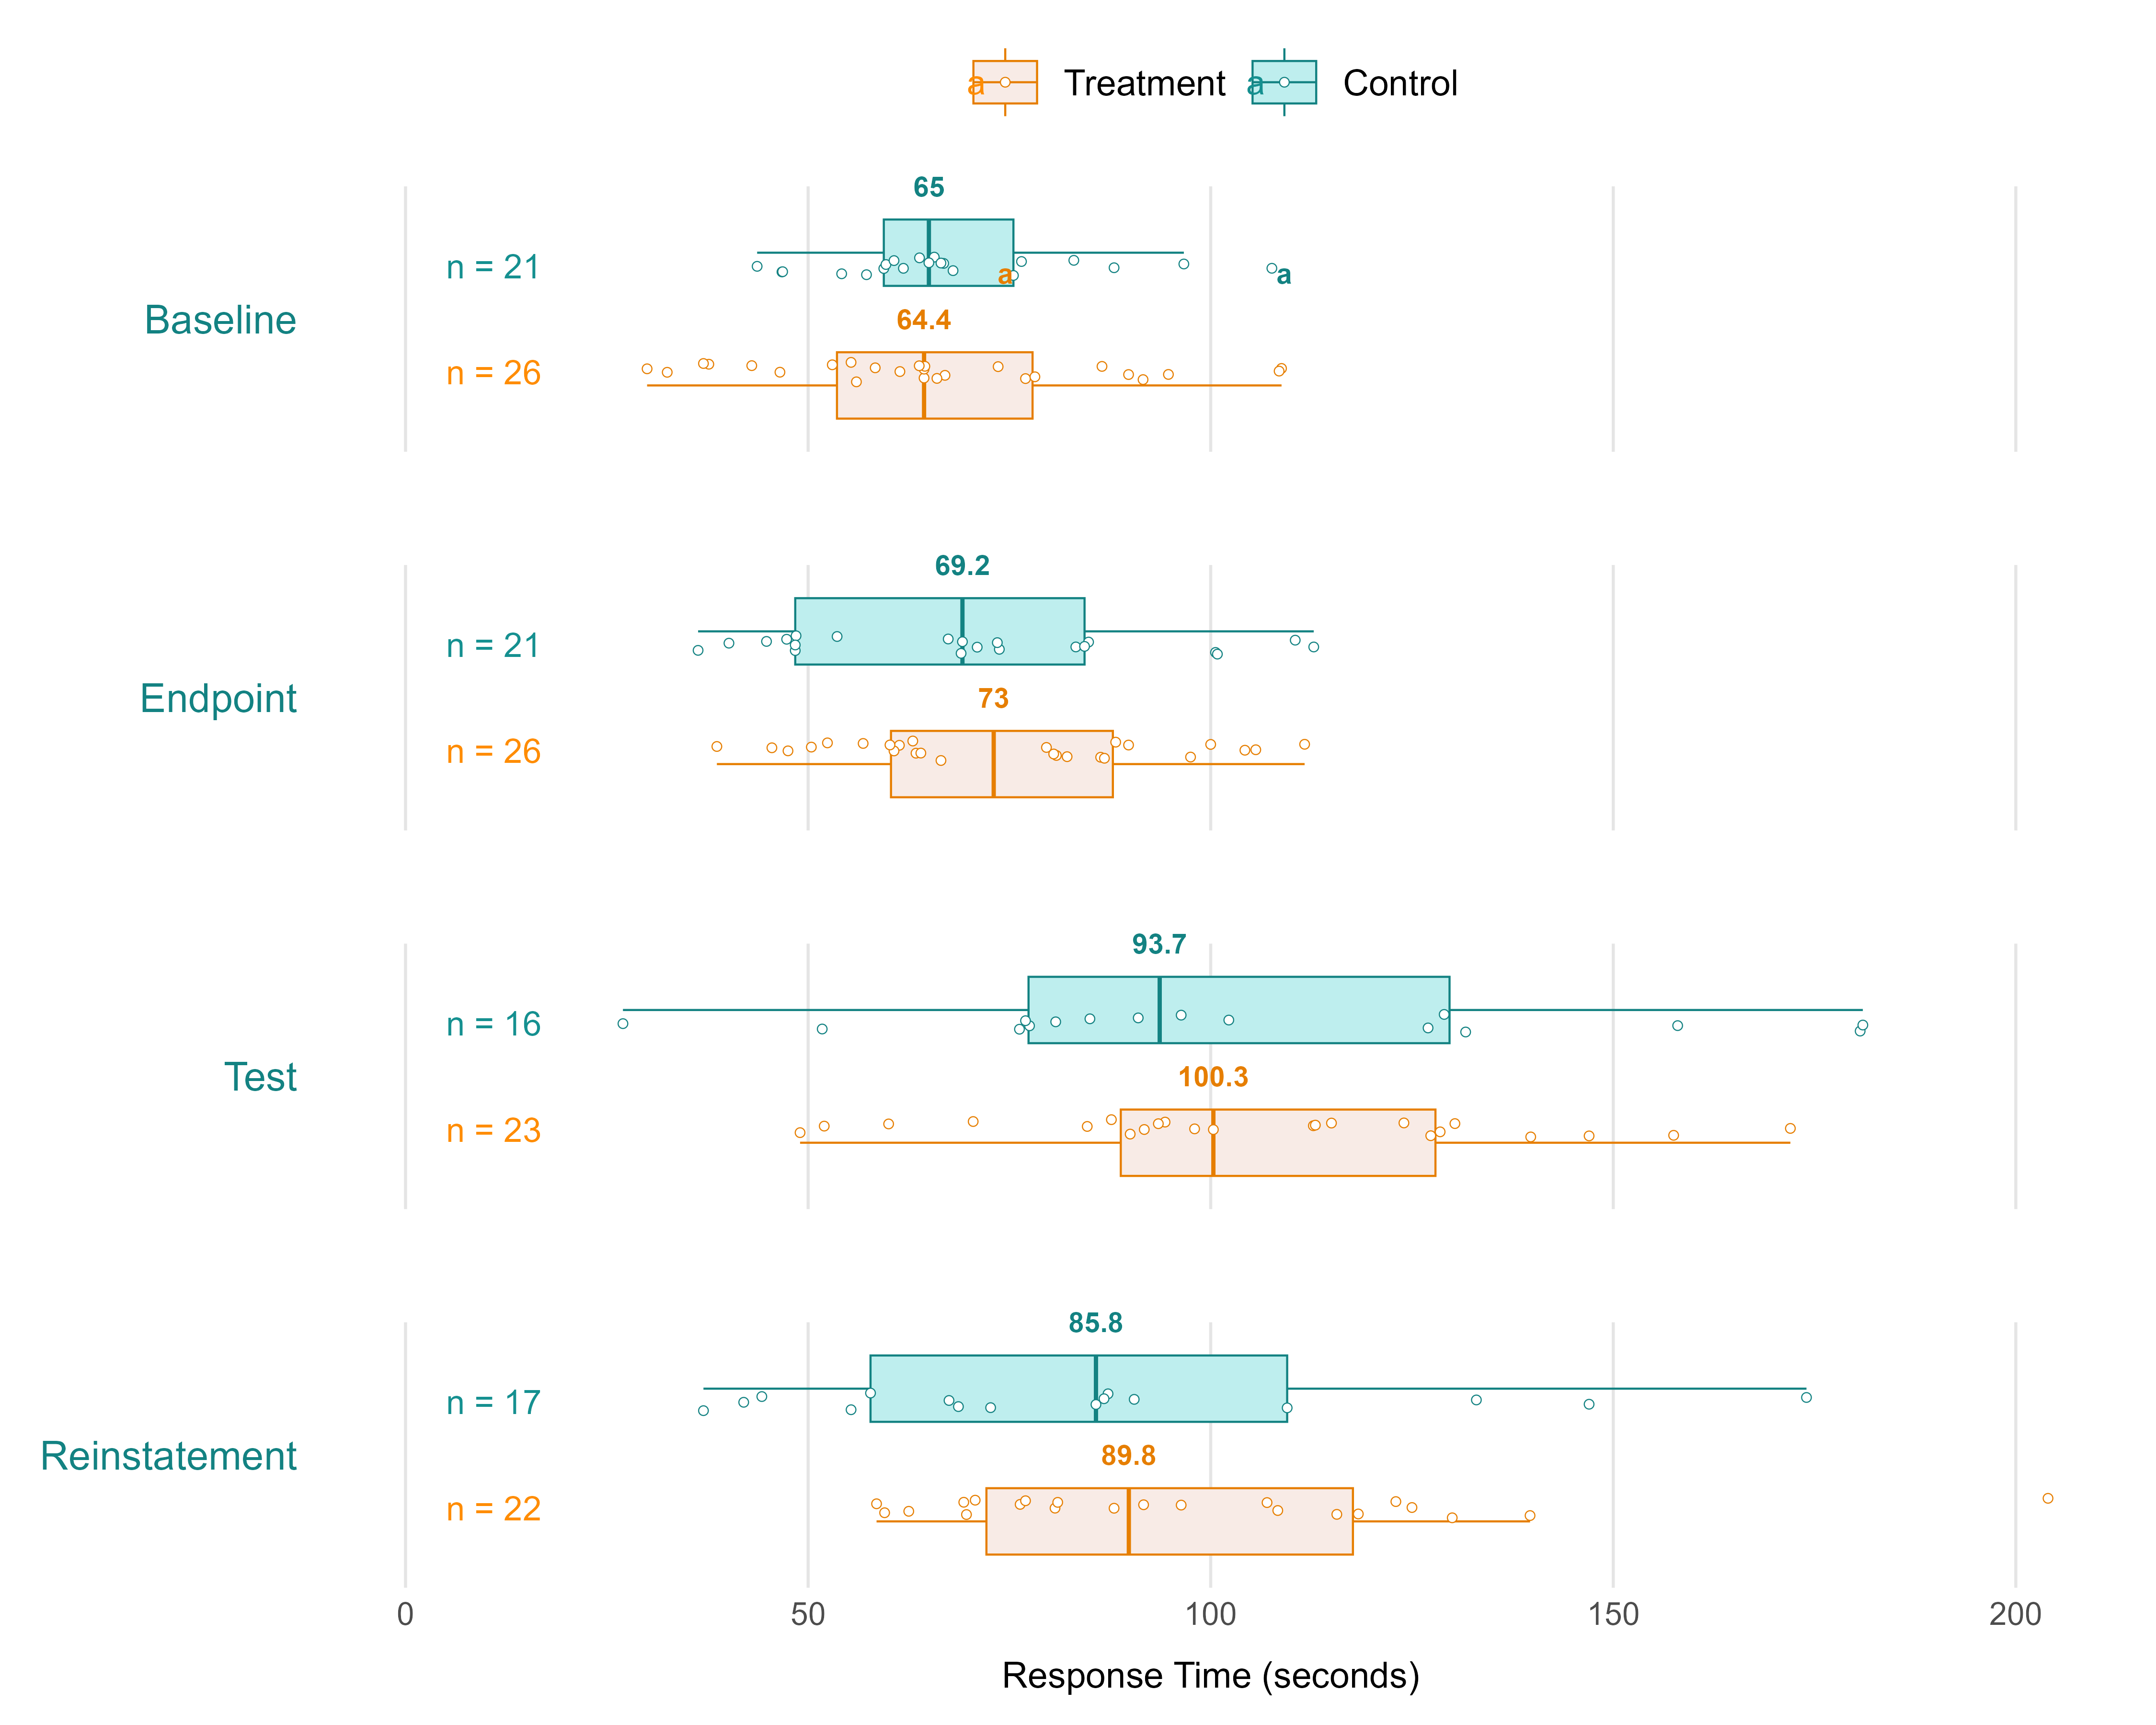 a Treatment a Control
65
n = 21
a a
Baseline
64.4
n = 26
69.2
n = 21
Endpoint
73
n = 26
93.7
n = 16
Test
100.3
n = 23
85.8
n = 17
Reinstatement
89.8
n = 22
0 50 100 150 200
Response Time (seconds)